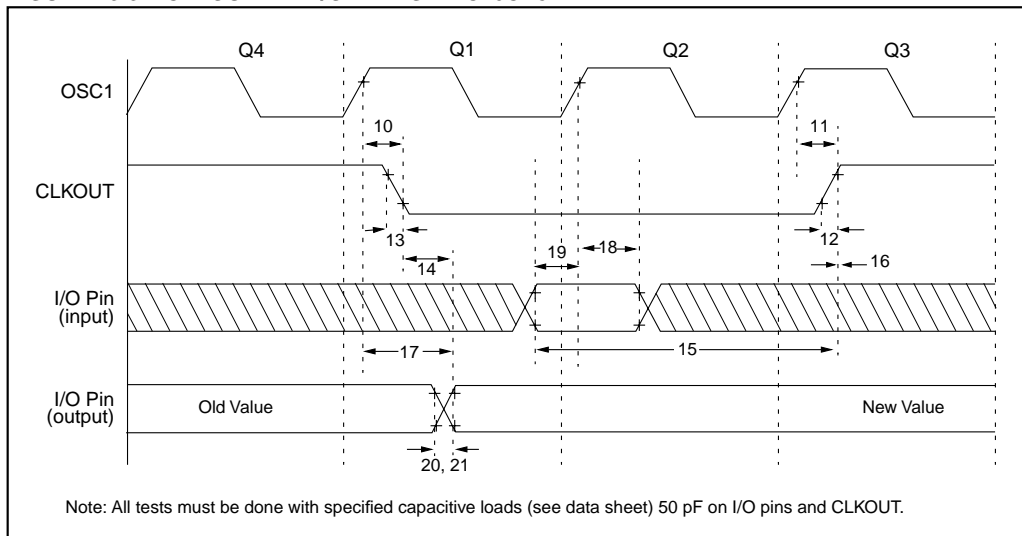 Q4 Q1 Q2 Q3
OSC1
10 11
CLKOUT
13 12
14 19 18 16
I/O Pin
(input)
17 15
I/O Pin
(output)
Old Value New Value
20, 21
Note: All tests must be done with specified capacitive loads (see data sheet) 50 pF on I/O pins and CLKOUT.